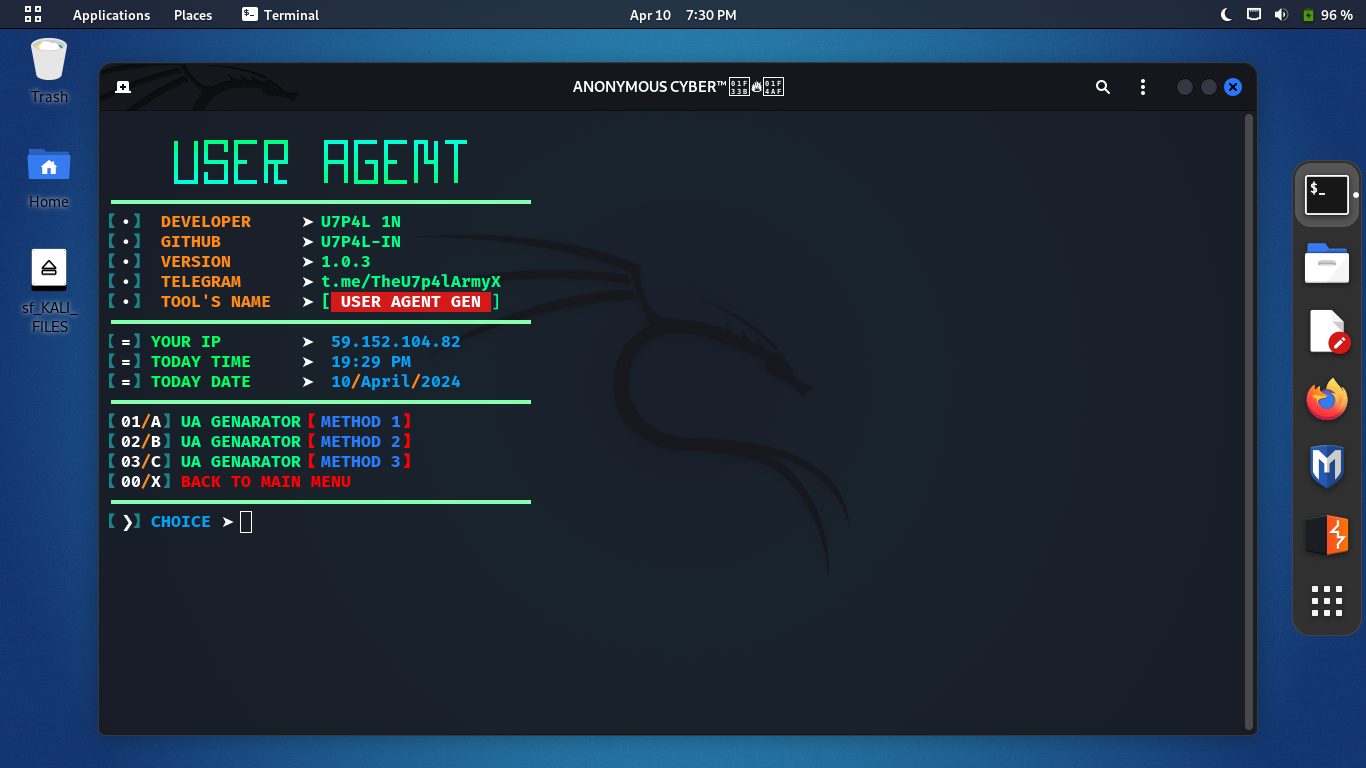 Applications Places Terminal Apr 10 7:30 PM 96 %
Trash
Home
sf_KALI_
FILES
ANONYMOUS CYBER™
USER AGENT
【•】 DEVELOPER ➤ U7P4L 1N
【•】 GITHUB ➤ U7P4L-IN
【•】 VERSION ➤ 1.0.3
【•】 TELEGRAM ➤ t.me/TheU7p4lArmyX
【•】 TOOL'S NAME ➤ [ USER AGENT GEN ]
【=】YOUR IP ➤ 59.152.104.82
【=】TODAY TIME ➤ 19:29 PM
【=】TODAY DATE ➤ 10/April/2024
【01/A】UA GENARATOR【METHOD 1】
【02/B】UA GENARATOR【METHOD 2】
【03/C】UA GENARATOR【METHOD 3】
【00/X】BACK TO MAIN MENU
【❯】CHOICE ➤